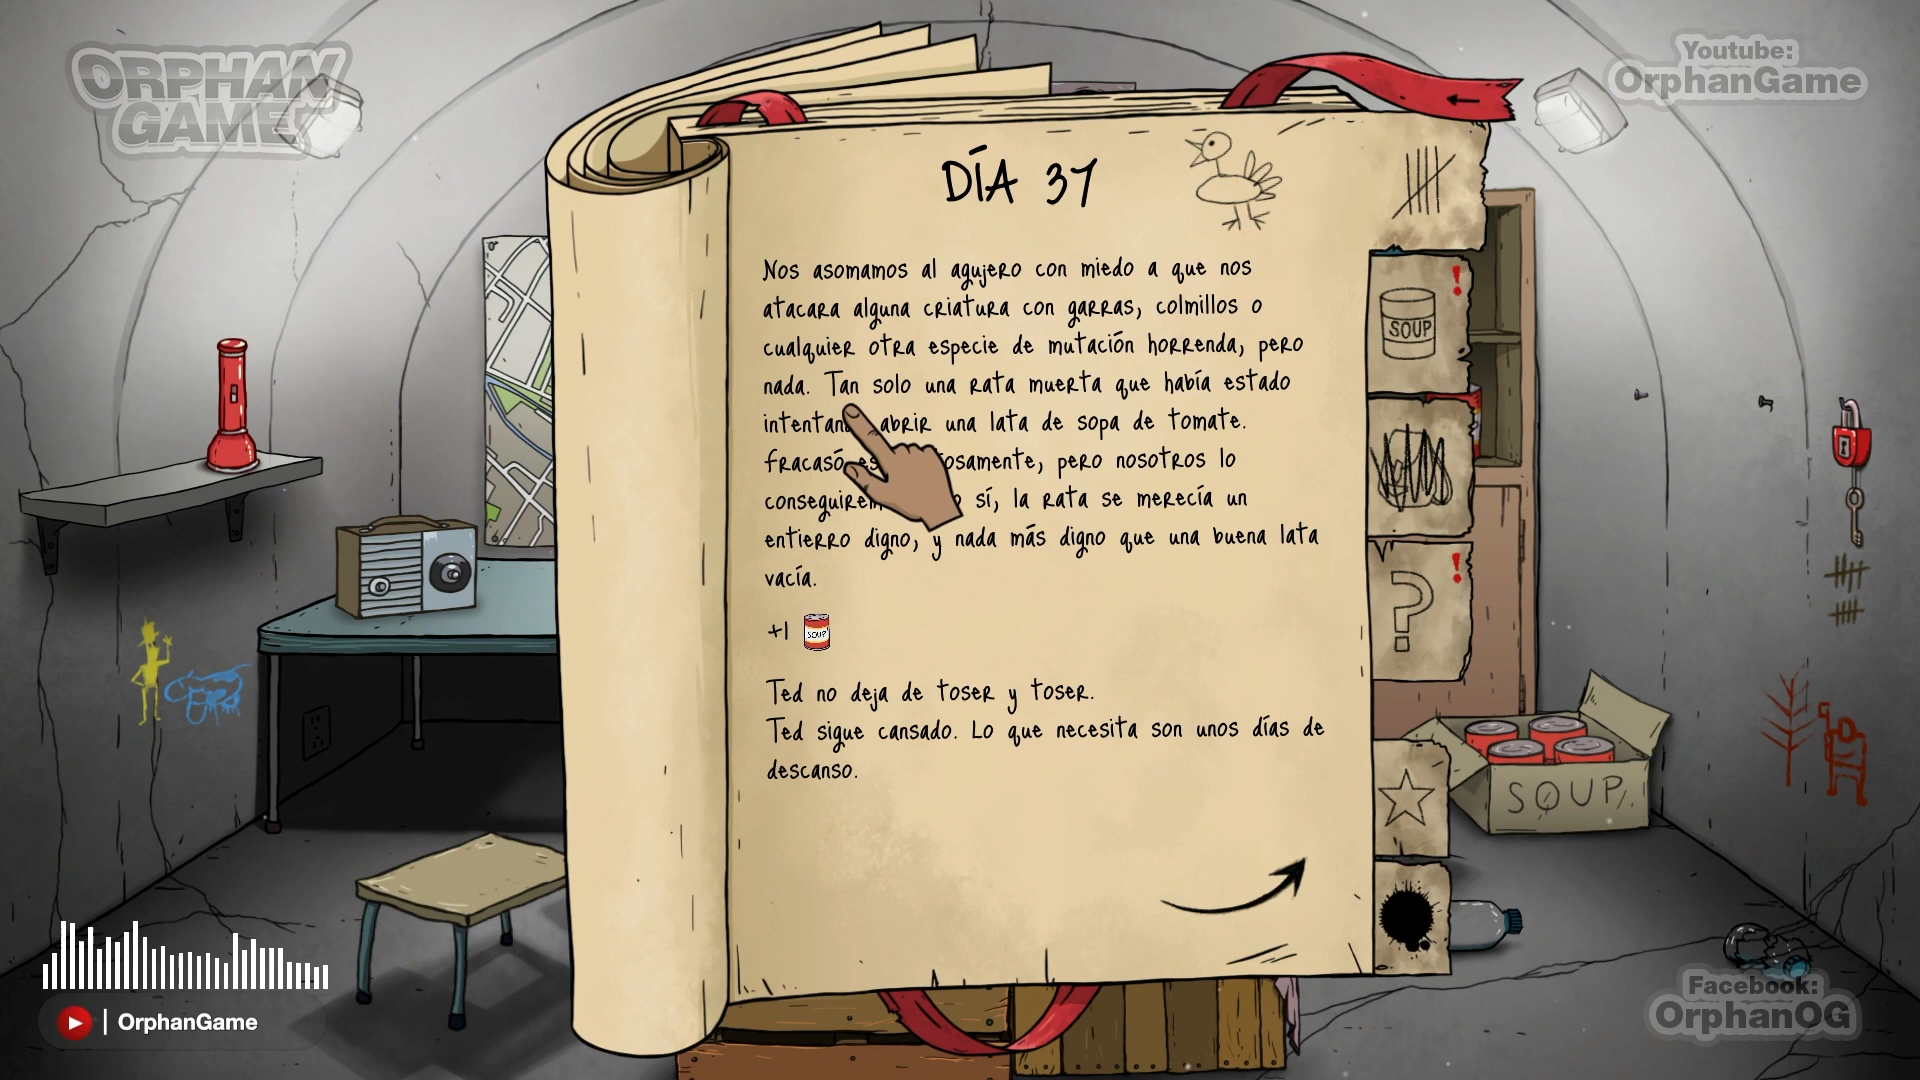 ORPHAN
GAME
Youtube:
OrphanGame
DÍA 37
Nos asomamos al agujero con miedo a que nos
atacara alguna criatura con garras, colmillos o
cualquier otra especie de mutación horrenda, pero
nada. Tan solo una rata muerta que había estado
abrir una lata de sopa de tomate.
Fracasó pero nosotros lo
sí, la rata se merecía un
entierro digno, y nada más digno que una buena lata
vacía.
+1 SOUP
Ted no deja de toser y toser.
Ted sigue cansado. Lo que necesita son unos días de
descanso.
!
SOUP
!
?
SOUP
OrphanGame
Facebook:
OrphanOG